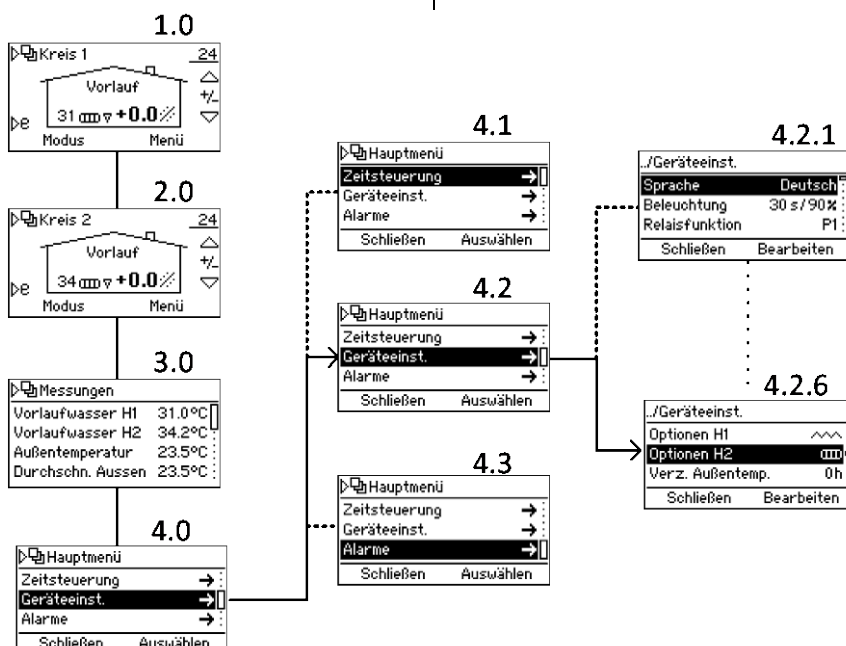 1.0
Kreis 1 24
Vorlauf
+/-
31 +0.0
e
Modus Menü
2.0
Kreis 2 24
Vorlauf
+/-
34 +0.0
e
Modus Menü
3.0
Messungen
Vorlaufwasser H1 31.0°C
Vorlaufwasser H2 34.2°C
Außentemperatur 23.5°C
Durchschn. Aussen 23.5°C
4.0
Hauptmenü
Zeitsteuerung →
Geräteeinst. →
Alarme →
Schließen Auswählen
4.1
Hauptmenü
Zeitsteuerung →
Geräteeinst. →
Alarme →
Schließen Auswählen
4.2
Hauptmenü
Zeitsteuerung →
Geräteeinst. →
Alarme →
Schließen Auswählen
4.3
Hauptmenü
Zeitsteuerung →
Geräteeinst. →
Alarme →
Schließen Auswählen
4.2.1
../Geräteeinst.
Sprache Deutsch
Beleuchtung 30 s/90%
Relaisfunktion P1
Schließen Bearbeiten
4.2.6
../Geräteeinst.
Optionen H1
Optionen H2
Verz. Außentemp. 0h
Schließen Bearbeiten